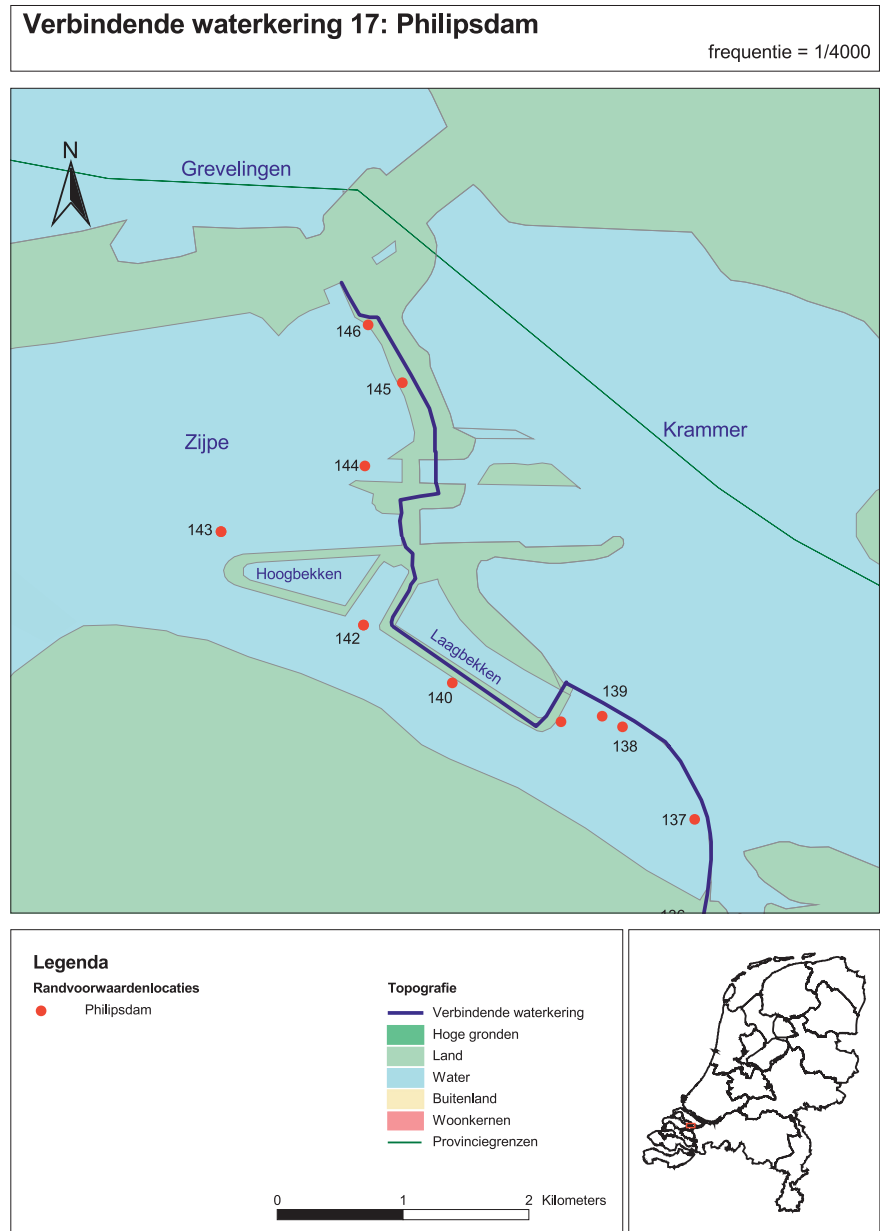 Verbindende waterkering 17: Philipsdam
frequentie = 1/4000
N
Grevelingen
146
145
Zijpe
Krammer
144
143
Hoogbekken
142
Laagbekken
140
139
138
137
Legenda
Randvoorwaardenlocaties
Philipsdam
Topografie
Verbindende waterkering
Hoge gronden
Land
Water
Buitenland
Woonkernen
Provinciegrenzen
0 1 2 Kilometers